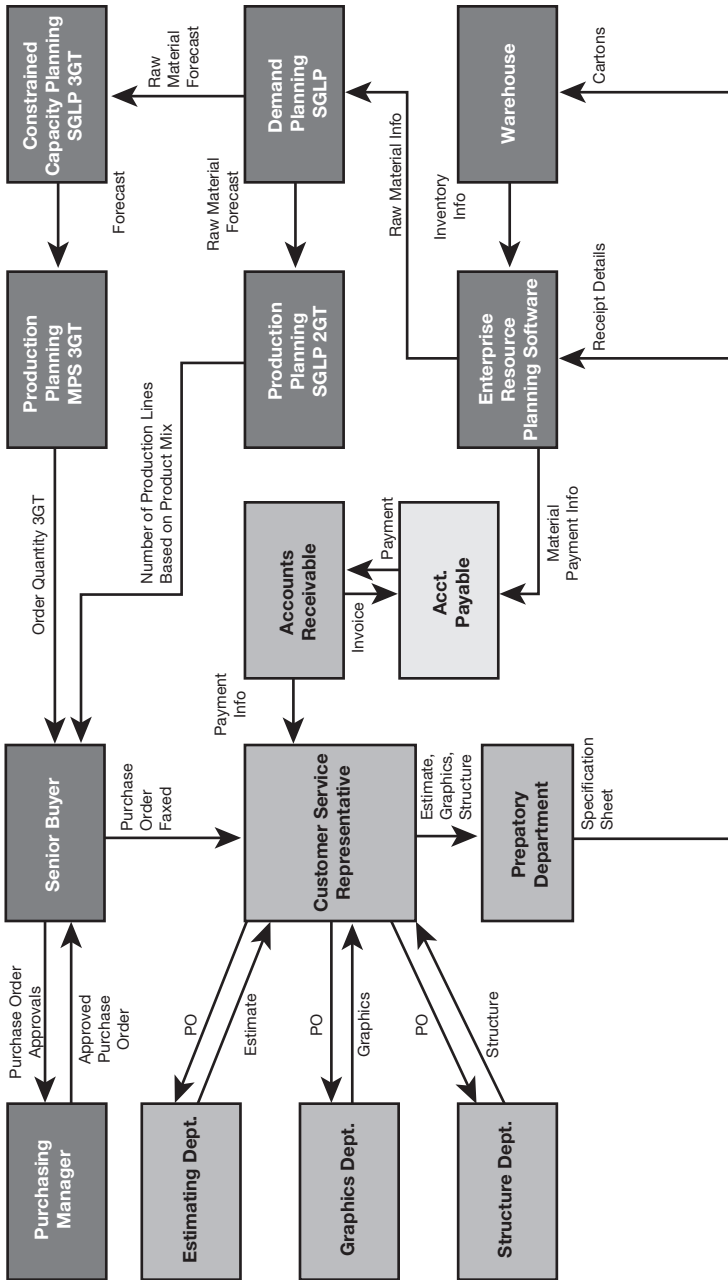 Purchasing
Manager
Purchase Order
Approvals
Approved
Purchase
Order
Senior Buyer
Order Quantity 3GT
Production
Planning
MPS 3GT
Forecast
Constrained
Capacity Planning
SGLP 3GT
Purchase
Order
Faxed
Number of Production Lines
Based on Product Mix
Raw
Material
Forecast
Estimating Dept.
PO
Estimate
Graphics Dept.
PO
Graphics
Structure Dept.
PO
Structure
Customer Service
Representative
Payment
Info
Accounts
Receivable
Invoice
Payment
Acct.
Payable
Production
Planning
SGLP 2GT
Raw Material
Forecast
Demand
Planning
SGLP
Raw Material Info
Estimate,
Graphics,
Structure
Prepatory
Department
Material
Payment Info
Enterprise
Resource
Planning Software
Inventory
Info
Warehouse
Specification
Sheet
Receipt Details
Cartons